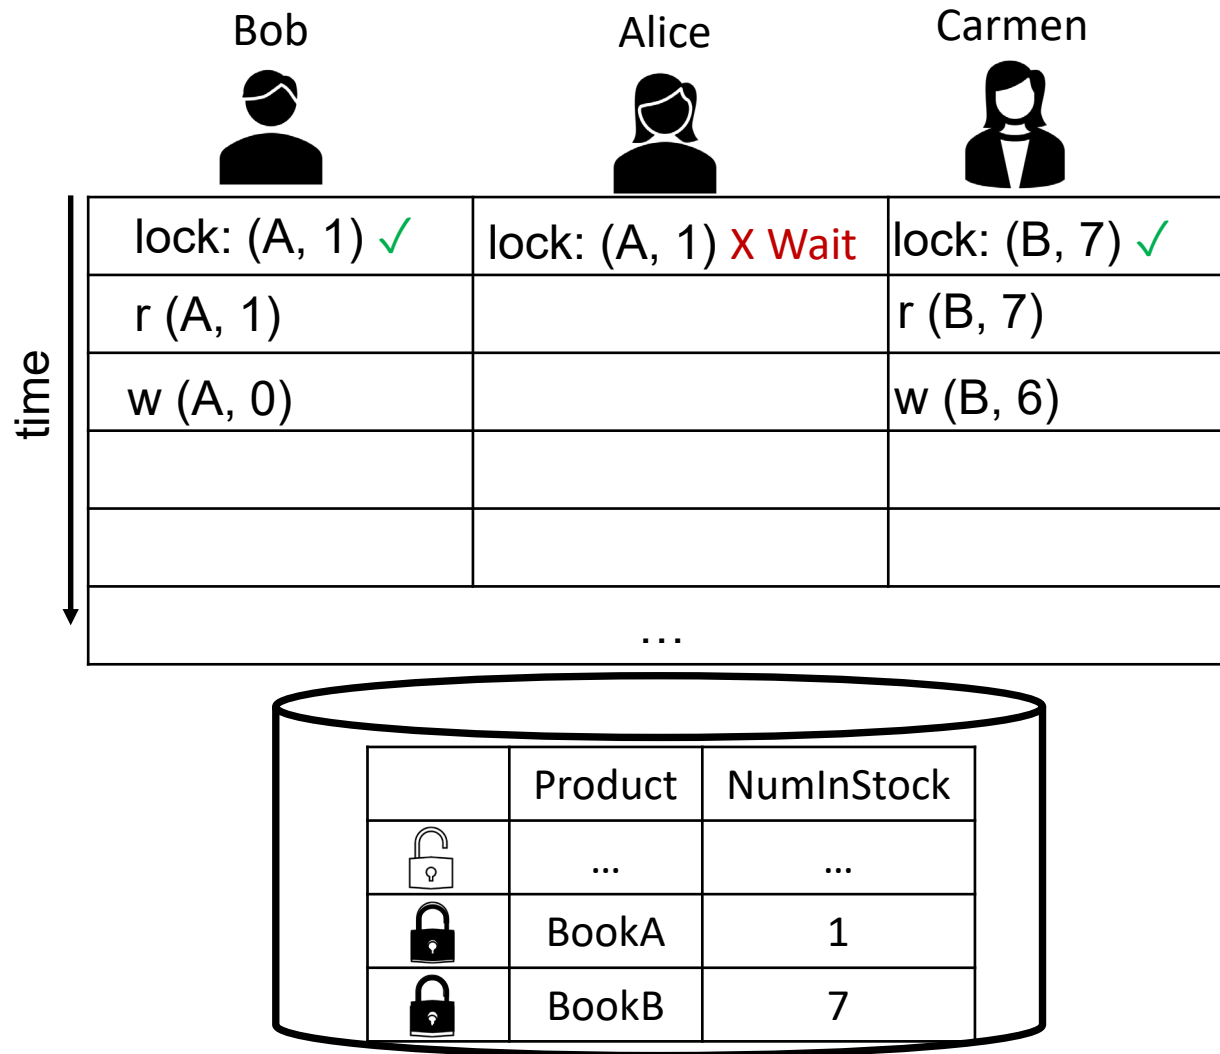 Bob Alice Carmen
lock: (A, 1) ✓ lock: (A, 1) X Wait lock: (B, 7) ✓
r (A, 1) r (B, 7)
w (A, 0) w (B, 6)
time
...
Product NumInStock
... ...
BookA 1
BookB 7